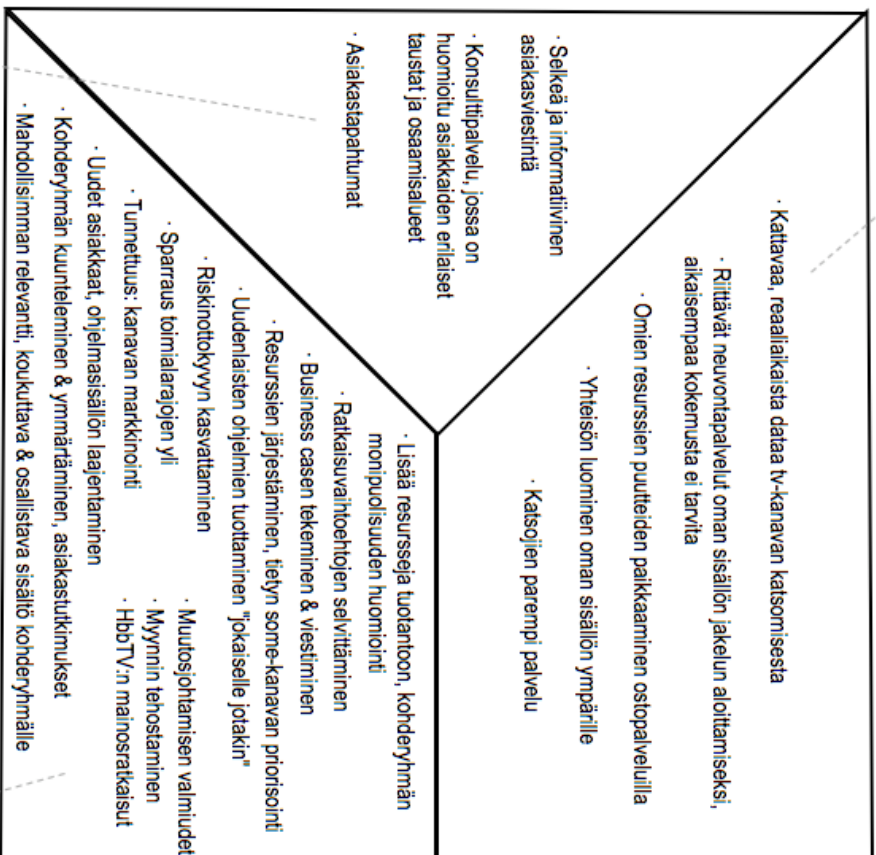 · Kattavaa, reaaliaikaista dataa tv-kanavan katsomisesta
· Riittävät neuvontapalvelut oman sisällön jakelun aloittamiseksi,
aikaisempaa kokemusta ei tarvita
· Omien resurssien puutteiden paikkaaminen ostopalveluilla
· Yhteisön luominen oman sisällön ympärille
· Katsojien parempi palvelu
· Selkeä ja informatiivinen
asiakasviestintä
· Konsulttipalvelu, jossa on
huomioitu asiakkaiden erilaiset
taustat ja osaamisalueet
· Asiakastapahtumat
· Lisää resursseja tuotantoon, kohderyhmän
monipuolisuuden huomiointi
· Ratkaisuvaihtoehtojen selvittäminen
· Business casen tekeminen & viestiminen
· Resurssien järjestäminen, tietyn some-kanavan priorisointi
· Uudenlaisten ohjelmien tuottaminen "jokaiselle jotakin"
· Riskinottokyvyn kasvattaminen
· Sparraus toimialarajojen yli
· Tunnettuus: kanavan markkinointi
· Uudet asiakkaat, ohjelmasisällön laajentaminen
· Kohderyhmän kuunteleminen & ymmärtäminen, asiakastutkimukset
· Mahdollisimman relevantti, koukuttava & osallistava sisältö kohderyhmälle
· Muutosjohtamisen valmiudet
· Myynnin tehostaminen
· HbbTV:n mainosratkaisut